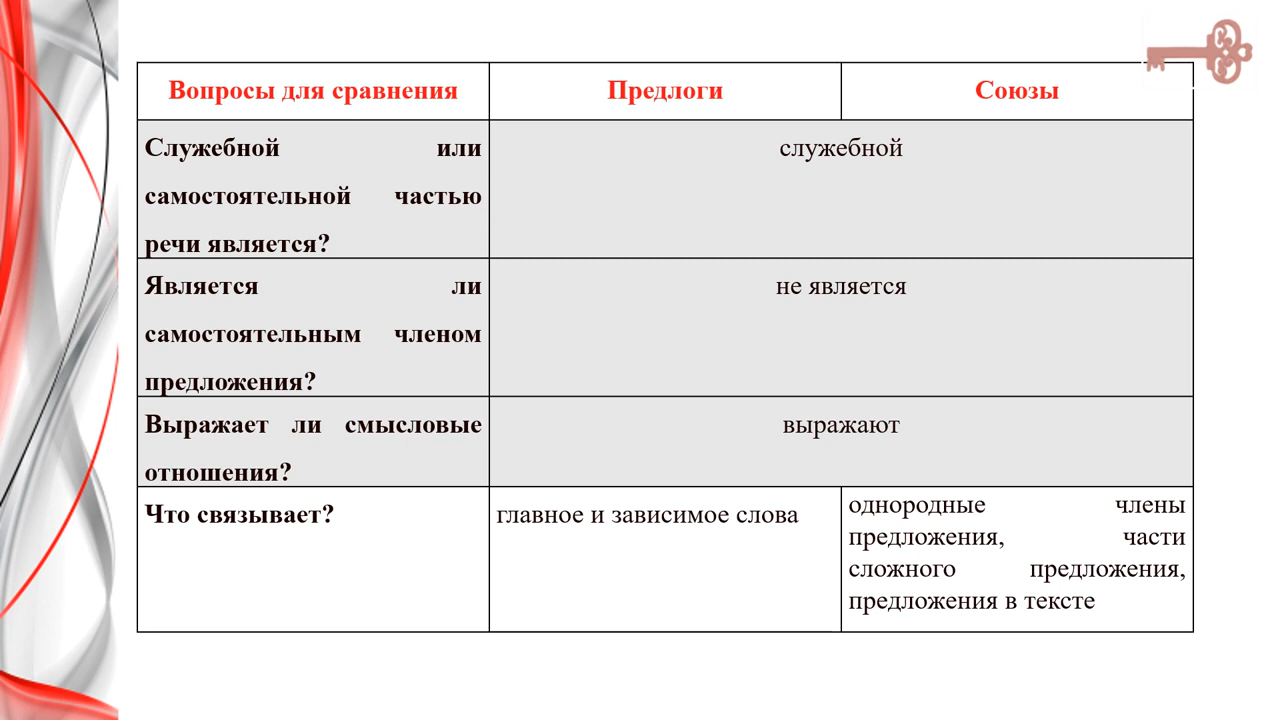 Вопросы для сравнения Предлоги Союзы
Служебной или служебной
самостоятельной частью
речи является?
Является ли не является
самостоятельным членом
предложения?
Выражает ли смысловые выражают
отношения?
Что связывает? главное и зависимое слова
однородные члены
предложения, части
сложного предложения,
предложения в тексте